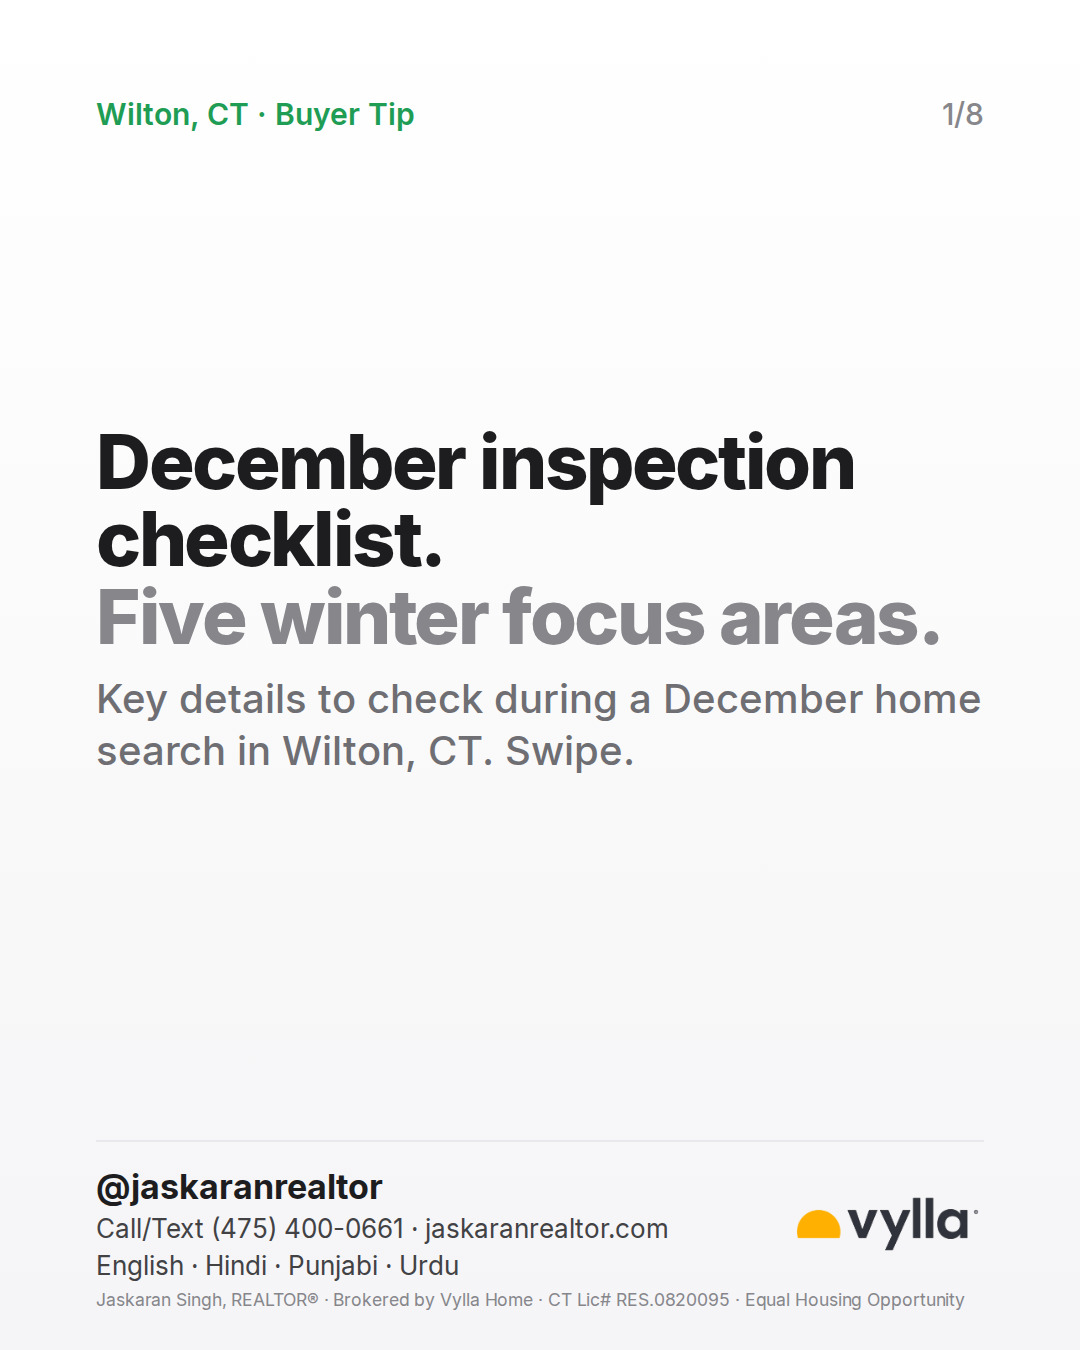 Wilton, CT · Buyer Tip
1/8
December inspection
checklist.
Five winter focus areas.
Key details to check during a December home
search in Wilton, CT. Swipe.
@jaskaranrealtor
Call/Text (475) 400-0661 · jaskaranrealtor.com
English · Hindi · Punjabi · Urdu
Jaskaran Singh, REALTOR® · Brokered by Vylla Home · CT Lic# RES.0820095 · Equal Housing Opportunity
vylla